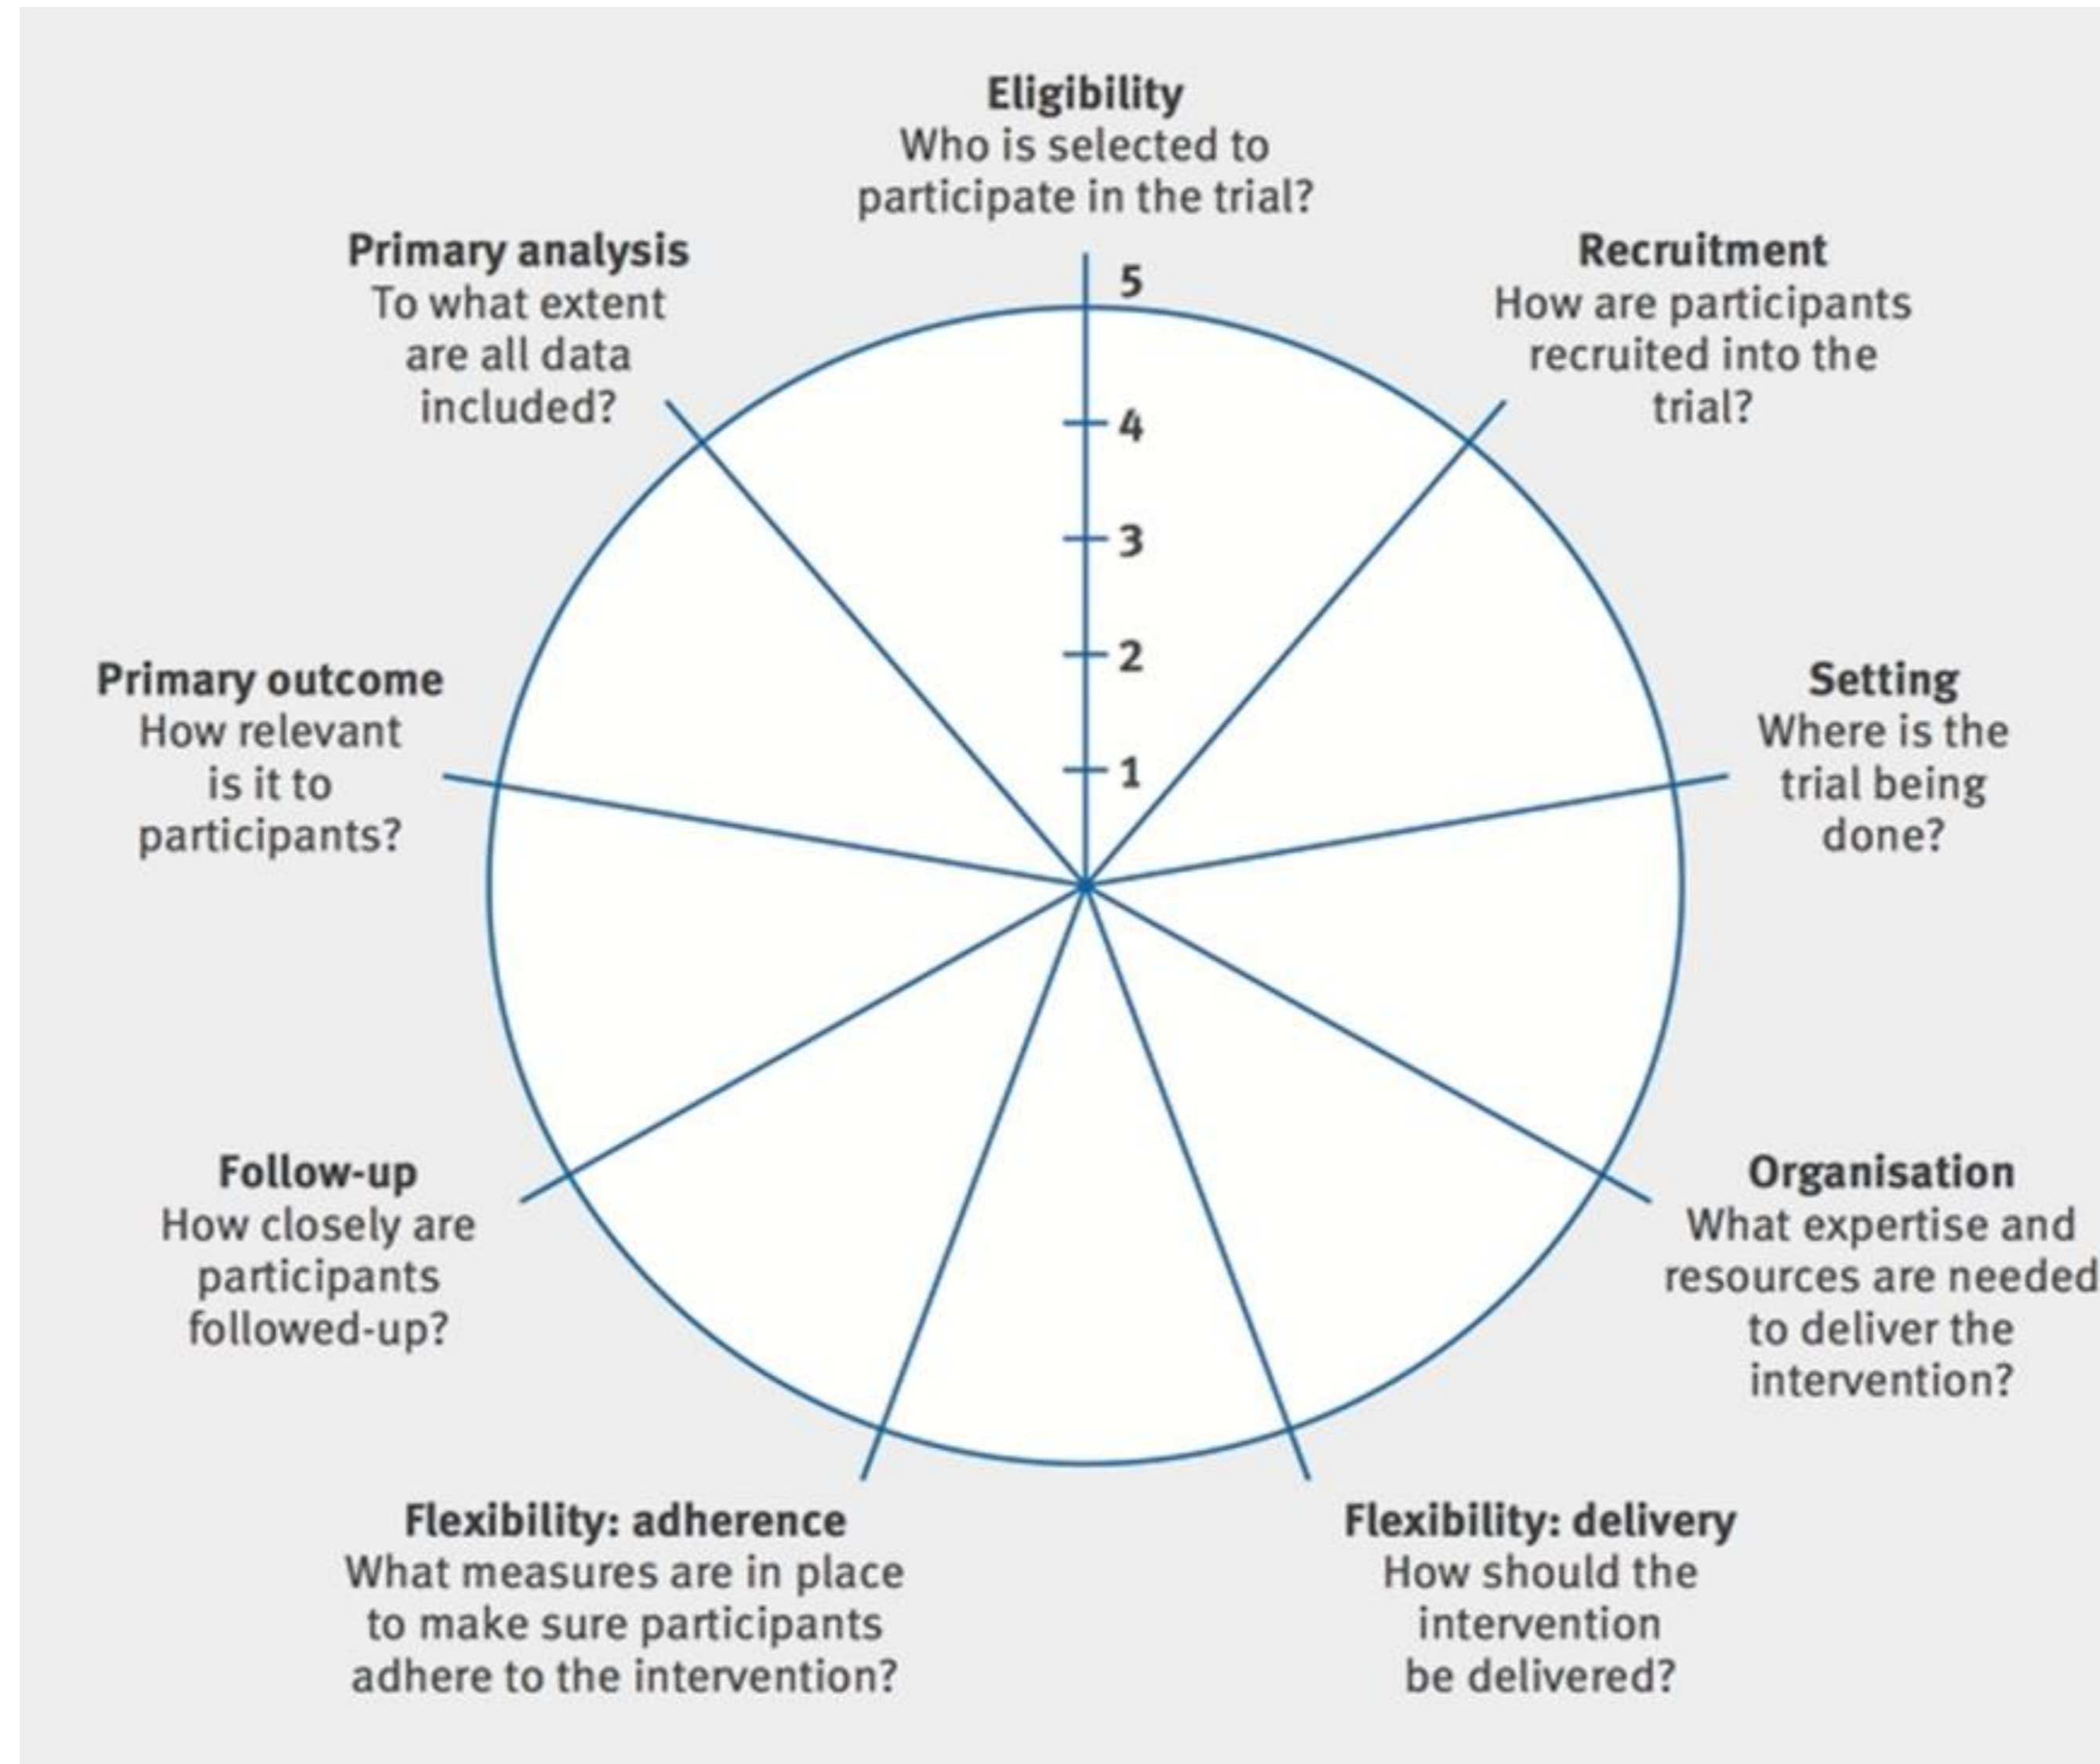 Eligibility
Who is selected to
participate in the trial?
Recruitment
How are participants
recruited into the
trial?
Setting
Where is the
trial being
done?
Organisation
What expertise and
resources are needed
to deliver the
intervention?
Flexibility: delivery
How should the
intervention
be delivered?
Flexibility: adherence
What measures are in place
to make sure participants
adhere to the intervention?
Follow-up
How closely are
participants
followed-up?
Primary outcome
How relevant
is it to
participants?
Primary analysis
To what extent
are all data
included?
5
4
3
2
1